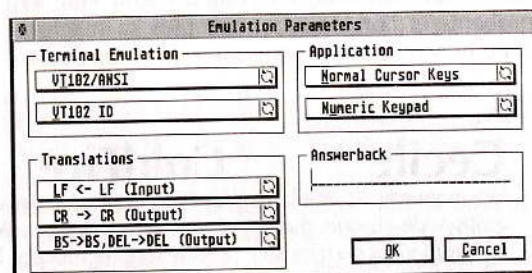 Emulation Parameters
Terminal Emulation
VT102/ANSI
VT102 ID
Application
Normal Cursor Keys
Numeric Keypad
Translations
LF <- LF (Input)
CR -> CR (Output)
BS->BS,DEL->DEL (Output)
Answerback
OK
Cancel